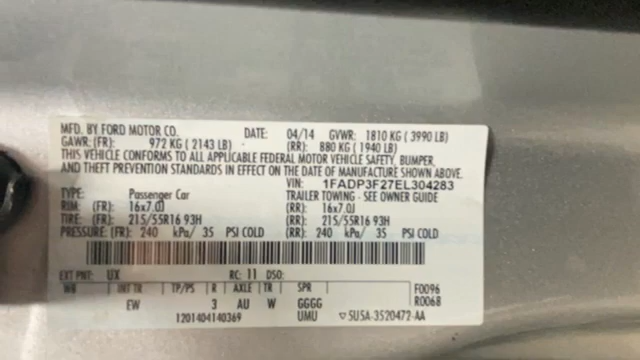 MFD. BY FORD MOTOR CO. DATE: 04/14 GVWR: 1810 KG ( 3990 LB)
GAWR: (FR): 972 KG ( 2143 LB) (RR): 880 KG ( 1940 LB)
THIS VEHICLE CONFORMS TO ALL APPLICABLE FEDERAL MOTOR VEHICLE SAFETY, BUMPER,
AND THEFT PREVENTION STANDARDS IN EFFECT ON THE DATE OF MANUFACTURE SHOWN ABOVE.
VIN: 1FADP3F27EL304283
TYPE: Passenger Car TRAILER TOWING - SEE OWNER GUIDE
RIM: (FR): 16x7.0J (RR): 16x7.0J
TIRE: (FR): 215/55R16 93H (RR): 215/55R16 93H
PRESSURE: (FR): 240 kPa/ 35 PSI COLD (RR): 240 kPa/ 35 PSI COLD
EXT PNT: UX RC: 11 DSO:
WB INT TR TP/PS R AXLE TR SPR F0096
EW 3 AU W GGGG R0068
1201404140369 UMU ▽ 5U5A-3520472-AA